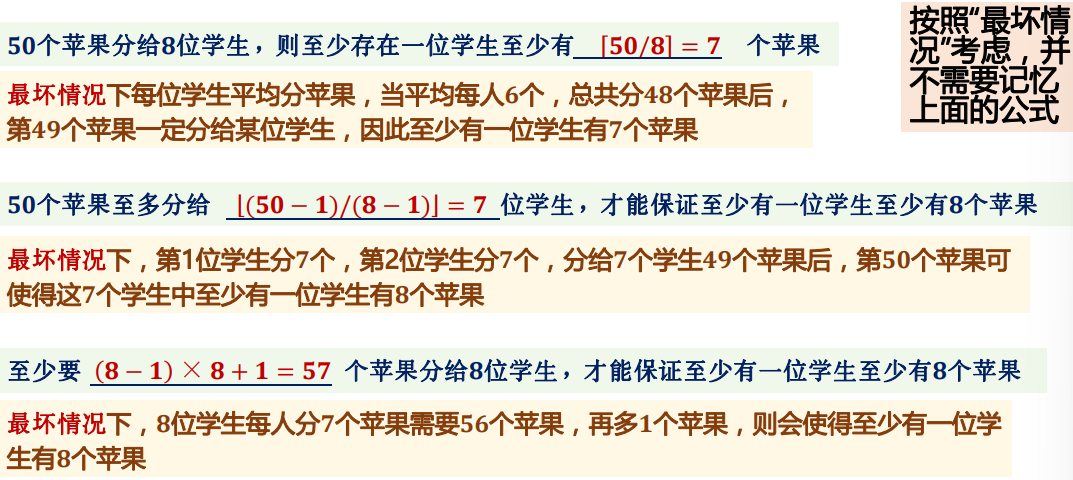 50个苹果分给8位学生，则至少存在一位学生至少有 ⌈50/8⌉ = 7 个苹果
最坏情况下每位学生平均分苹果，当平均每人6个，总共分48个苹果后，
第49个苹果一定分给某位学生，因此至少有一位学生有7个苹果
按照“最坏情
况”考虑，并
不需要记忆
上面的公式
50个苹果至多分给 ⌊(50 − 1)/(8 − 1)⌋ = 7 位学生，才能保证至少有一位学生至少有8个苹果
最坏情况下，第1位学生分7个，第2位学生分7个，分给7个学生49个苹果后，第50个苹果可
使得这7个学生中至少有一位学生有8个苹果
至少要 (8 − 1) × 8 + 1 = 57 个苹果分给8位学生，才能保证至少有一位学生至少有8个苹果
最坏情况下，8位学生每人分7个苹果需要56个苹果，再多1个苹果，则会使得至少有一位学
生有8个苹果